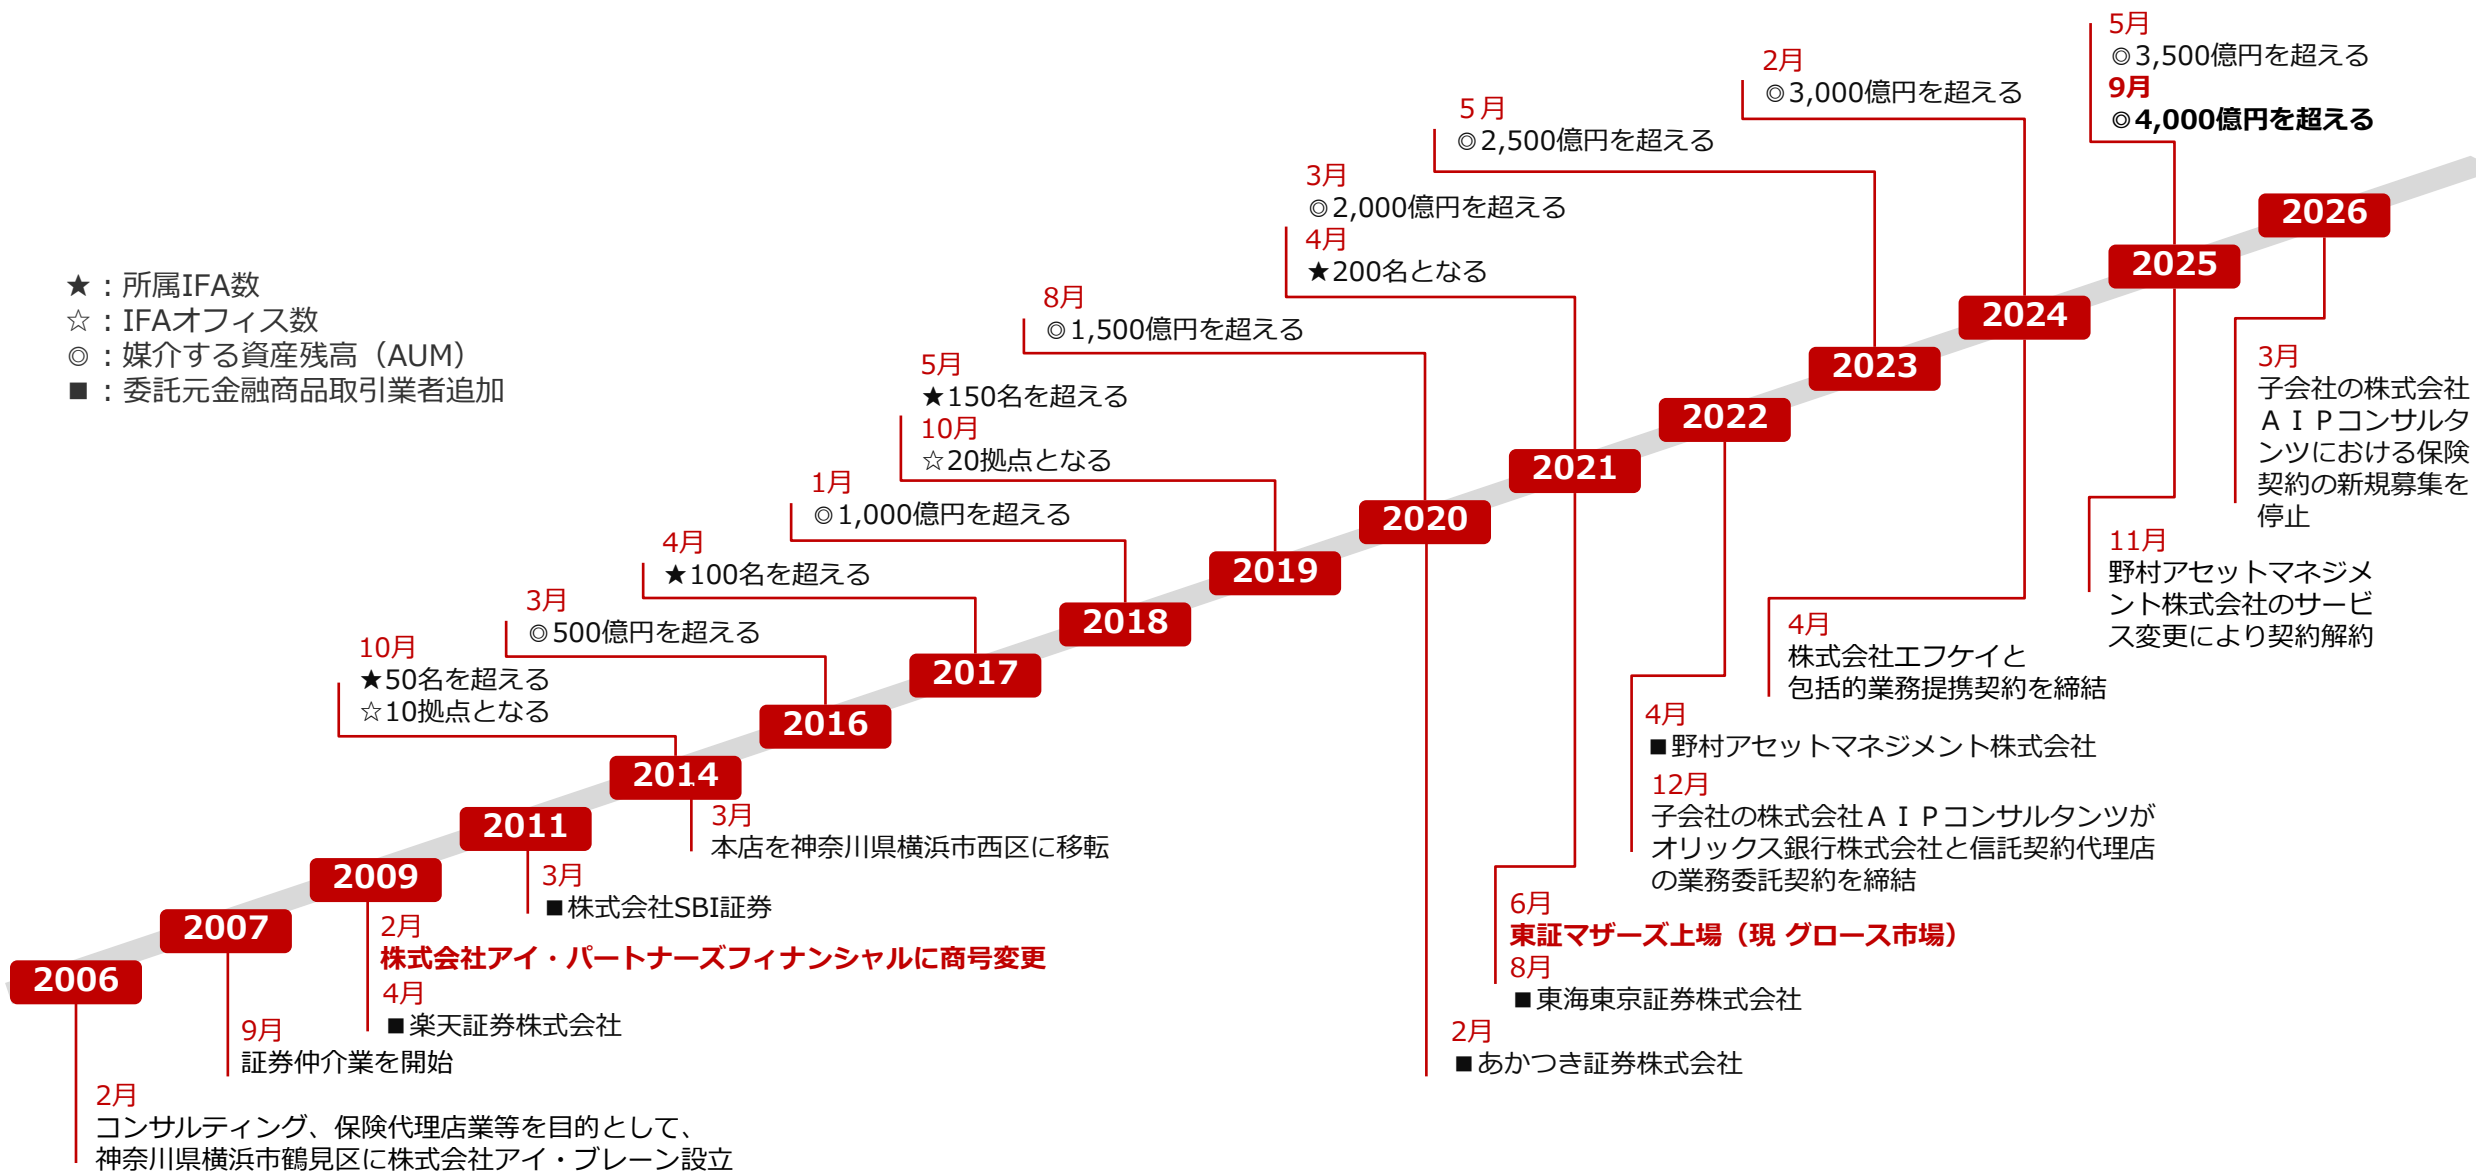 ★：所属IFA数
☆：IFAオフィス数
◎：媒介する資産残高（AUM）
■：委託元金融商品取引業者追加
2006
2月
コンサルティング、保険代理店業等を目的として、
神奈川県横浜市鶴見区に株式会社アイ・ブレーン設立
2007
9月
証券仲介業を開始
2009
2月
株式会社アイ・パートナーズフィナンシャルに商号変更
4月
■楽天証券株式会社
2011
3月
■株式会社SBI証券
2014
10月
★50名を超える
☆10拠点となる
3月
本店を神奈川県横浜市西区に移転
2016
3月
◎500億円を超える
2017
4月
★100名を超える
2018
1月
◎1,000億円を超える
2019
5月
★150名を超える
10月
☆20拠点となる
2020
8月
◎1,500億円を超える
2月
■あかつき証券株式会社
2021
3月
◎2,000億円を超える
4月
★200名となる
6月
東証マザーズ上場（現 グロース市場）
8月
■東海東京証券株式会社
2022
4月
■野村アセットマネジメント株式会社
12月
子会社の株式会社ＡＩＰコンサルタンツが
オリックス銀行株式会社と信託契約代理店
の業務委託契約を締結
2023
５月
◎2,500億円を超える
2024
2月
◎3,000億円を超える
4月
株式会社エフケイと
包括的業務提携契約を締結
2025
5月
◎3,500億円を超える
9月
◎4,000億円を超える
11月
野村アセットマネジメ
ント株式会社のサービ
ス変更により契約解約
2026
3月
子会社の株式会社
ＡＩＰコンサルタ
ンツにおける保険
契約の新規募集を
停止